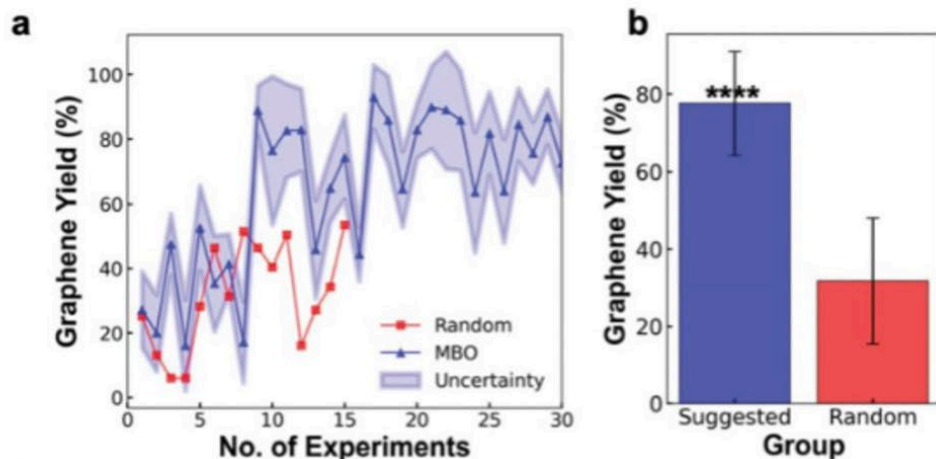 a
Graphene Yield (%)
100
80
60
40
20
0
0 5 10 15 20 25 30
No. of Experiments
Random
MBO
Uncertainty
b
Graphene Yield (%)
80
60
40
20
0
****
Suggested Random
Group